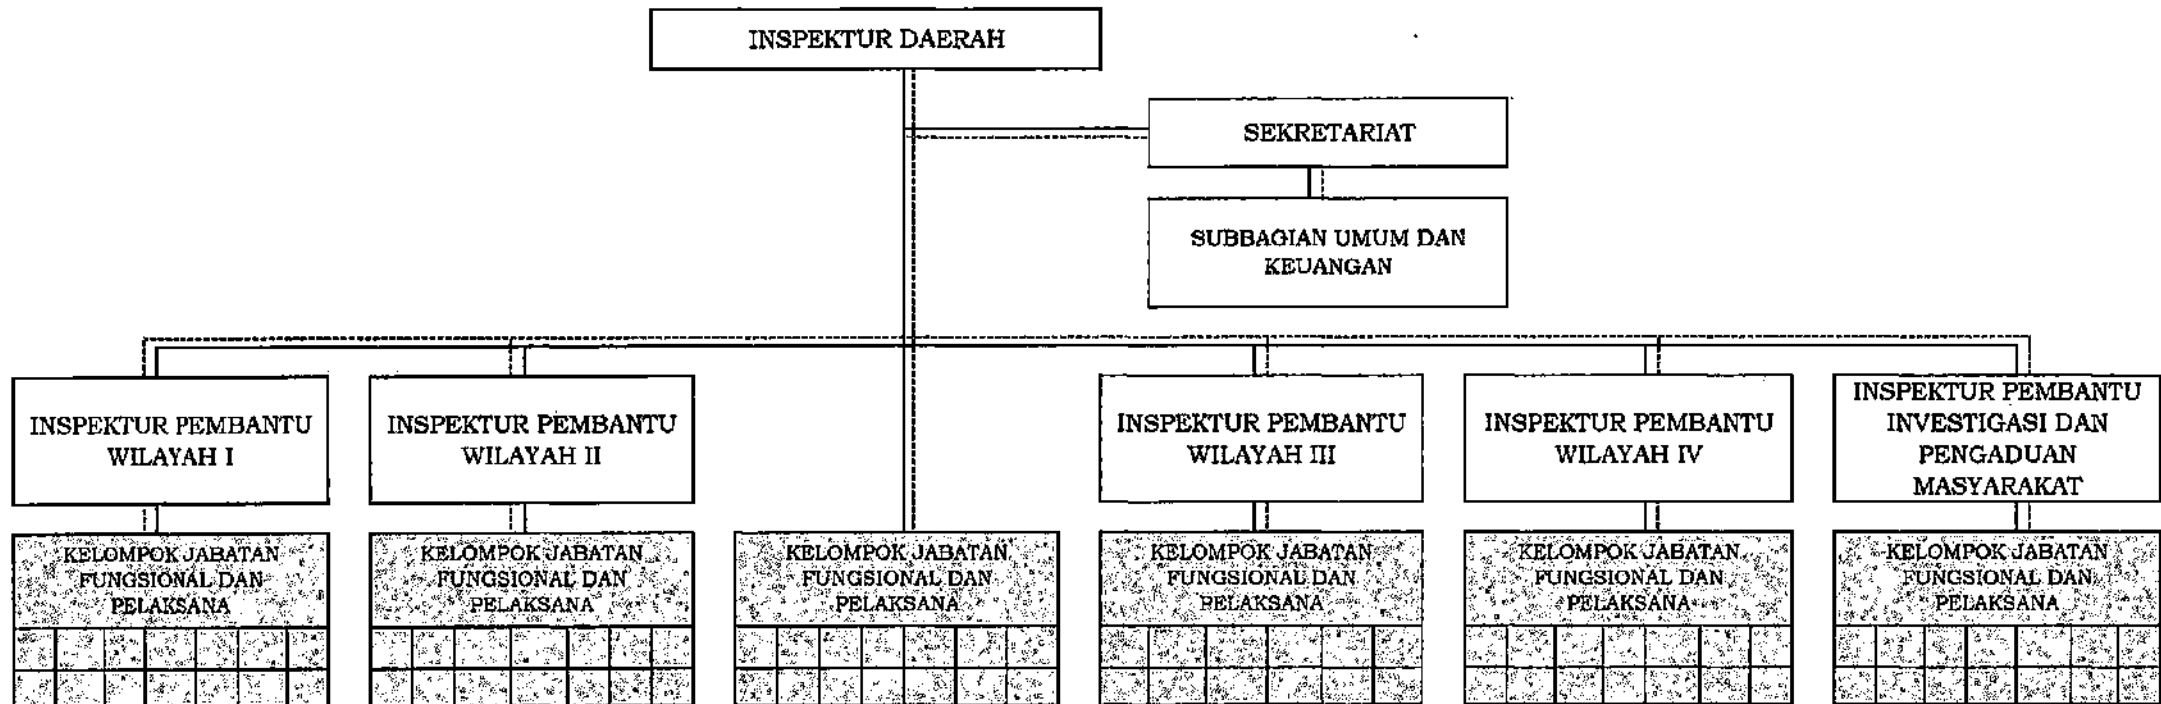 INSPEKTUR DAERAH
SEKRETARIAT
SUBBAGIAN UMUM DAN
KEUANGAN
INSPEKTUR PEMBANTU
WILAYAH I
INSPEKTUR PEMBANTU
WILAYAH II
INSPEKTUR PEMBANTU
WILAYAH III
INSPEKTUR PEMBANTU
WILAYAH IV
INSPEKTUR PEMBANTU
INVESTIGASI DAN
PENGADUAN
MASYARAKAT
KELOMPOK JABATAN
FUNGSIONAL DAN
PELAKSANA
KELOMPOK JABATAN
FUNGSIONAL DAN
PELAKSANA
KELOMPOK JABATAN
FUNGSIONAL DAN
PELAKSANA
KELOMPOK JABATAN
FUNGSIONAL DAN
PELAKSANA
KELOMPOK JABATAN
FUNGSIONAL DAN
PELAKSANA
KELOMPOK JABATAN
FUNGSIONAL DAN
PELAKSANA